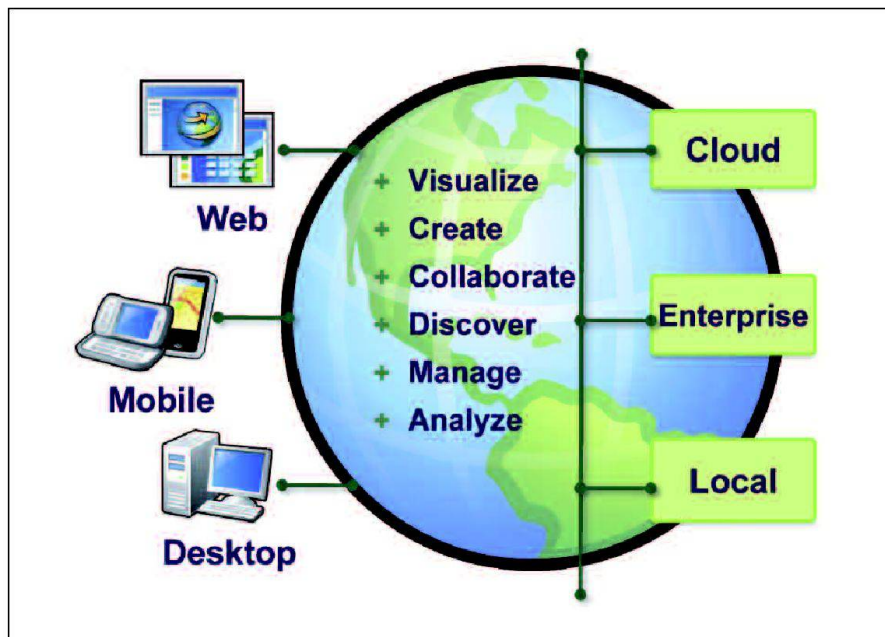 Web
Mobile
Desktop
+ Visualize
+ Create
+ Collaborate
+ Discover
+ Manage
+ Analyze
Cloud
Enterprise
Local